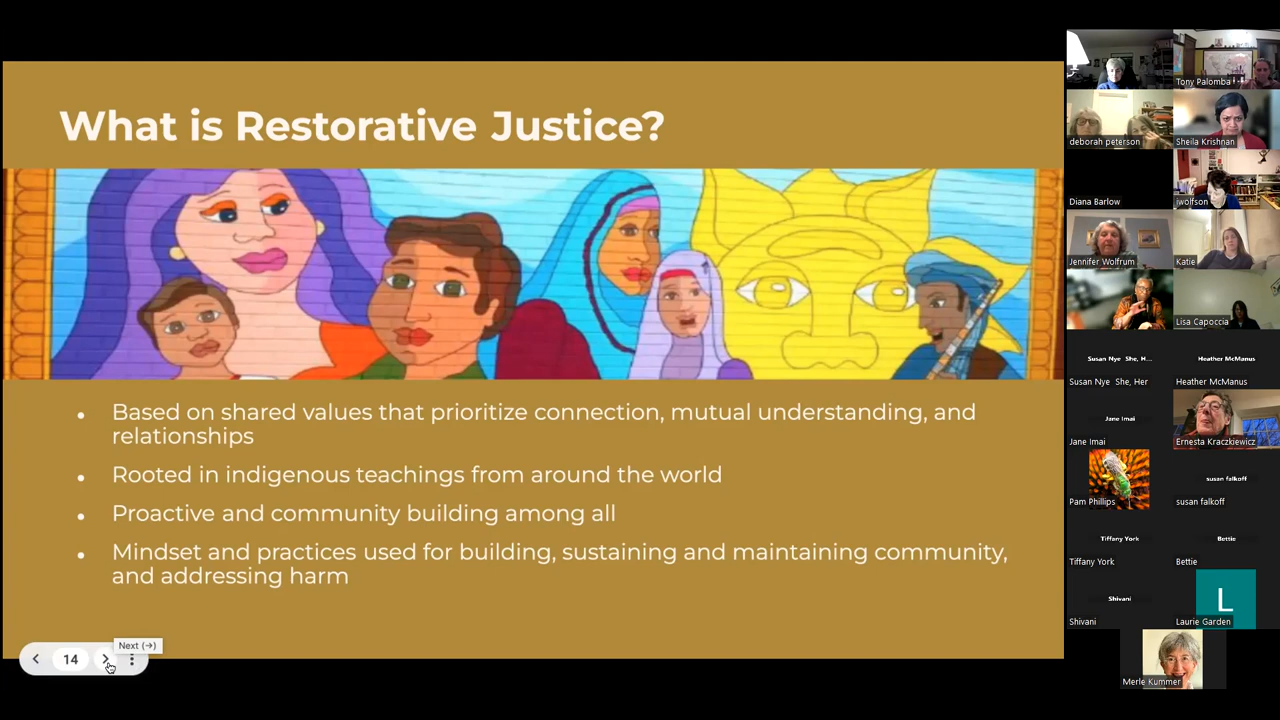 What is Restorative Justice?
Based on shared values that prioritize connection, mutual understanding, and
relationships
Rooted in indigenous teachings from around the world
Proactive and community building among all
Mindset and practices used for building, sustaining and maintaining community,
and addressing harm
Next (→)
14
Tony Palomba
deborah peterson
Sheila Krishnan
Diana Barlow
iwolfson
Jennifer Wolfrum
Katie
Lisa Capoccia
Susan Nye She, H...
Heather McManus
Susan Nye She, Her
Heather McManus
Jane Imai
Jane Imai
Ernesta Kraczkiewicz
Pam Phillips
susan falkoff
susan falkoff
Tiffany York
Bettie
Tiffany York
Bettie
Shivani
L
Shivani
Laurie Garden
Merle Kummer